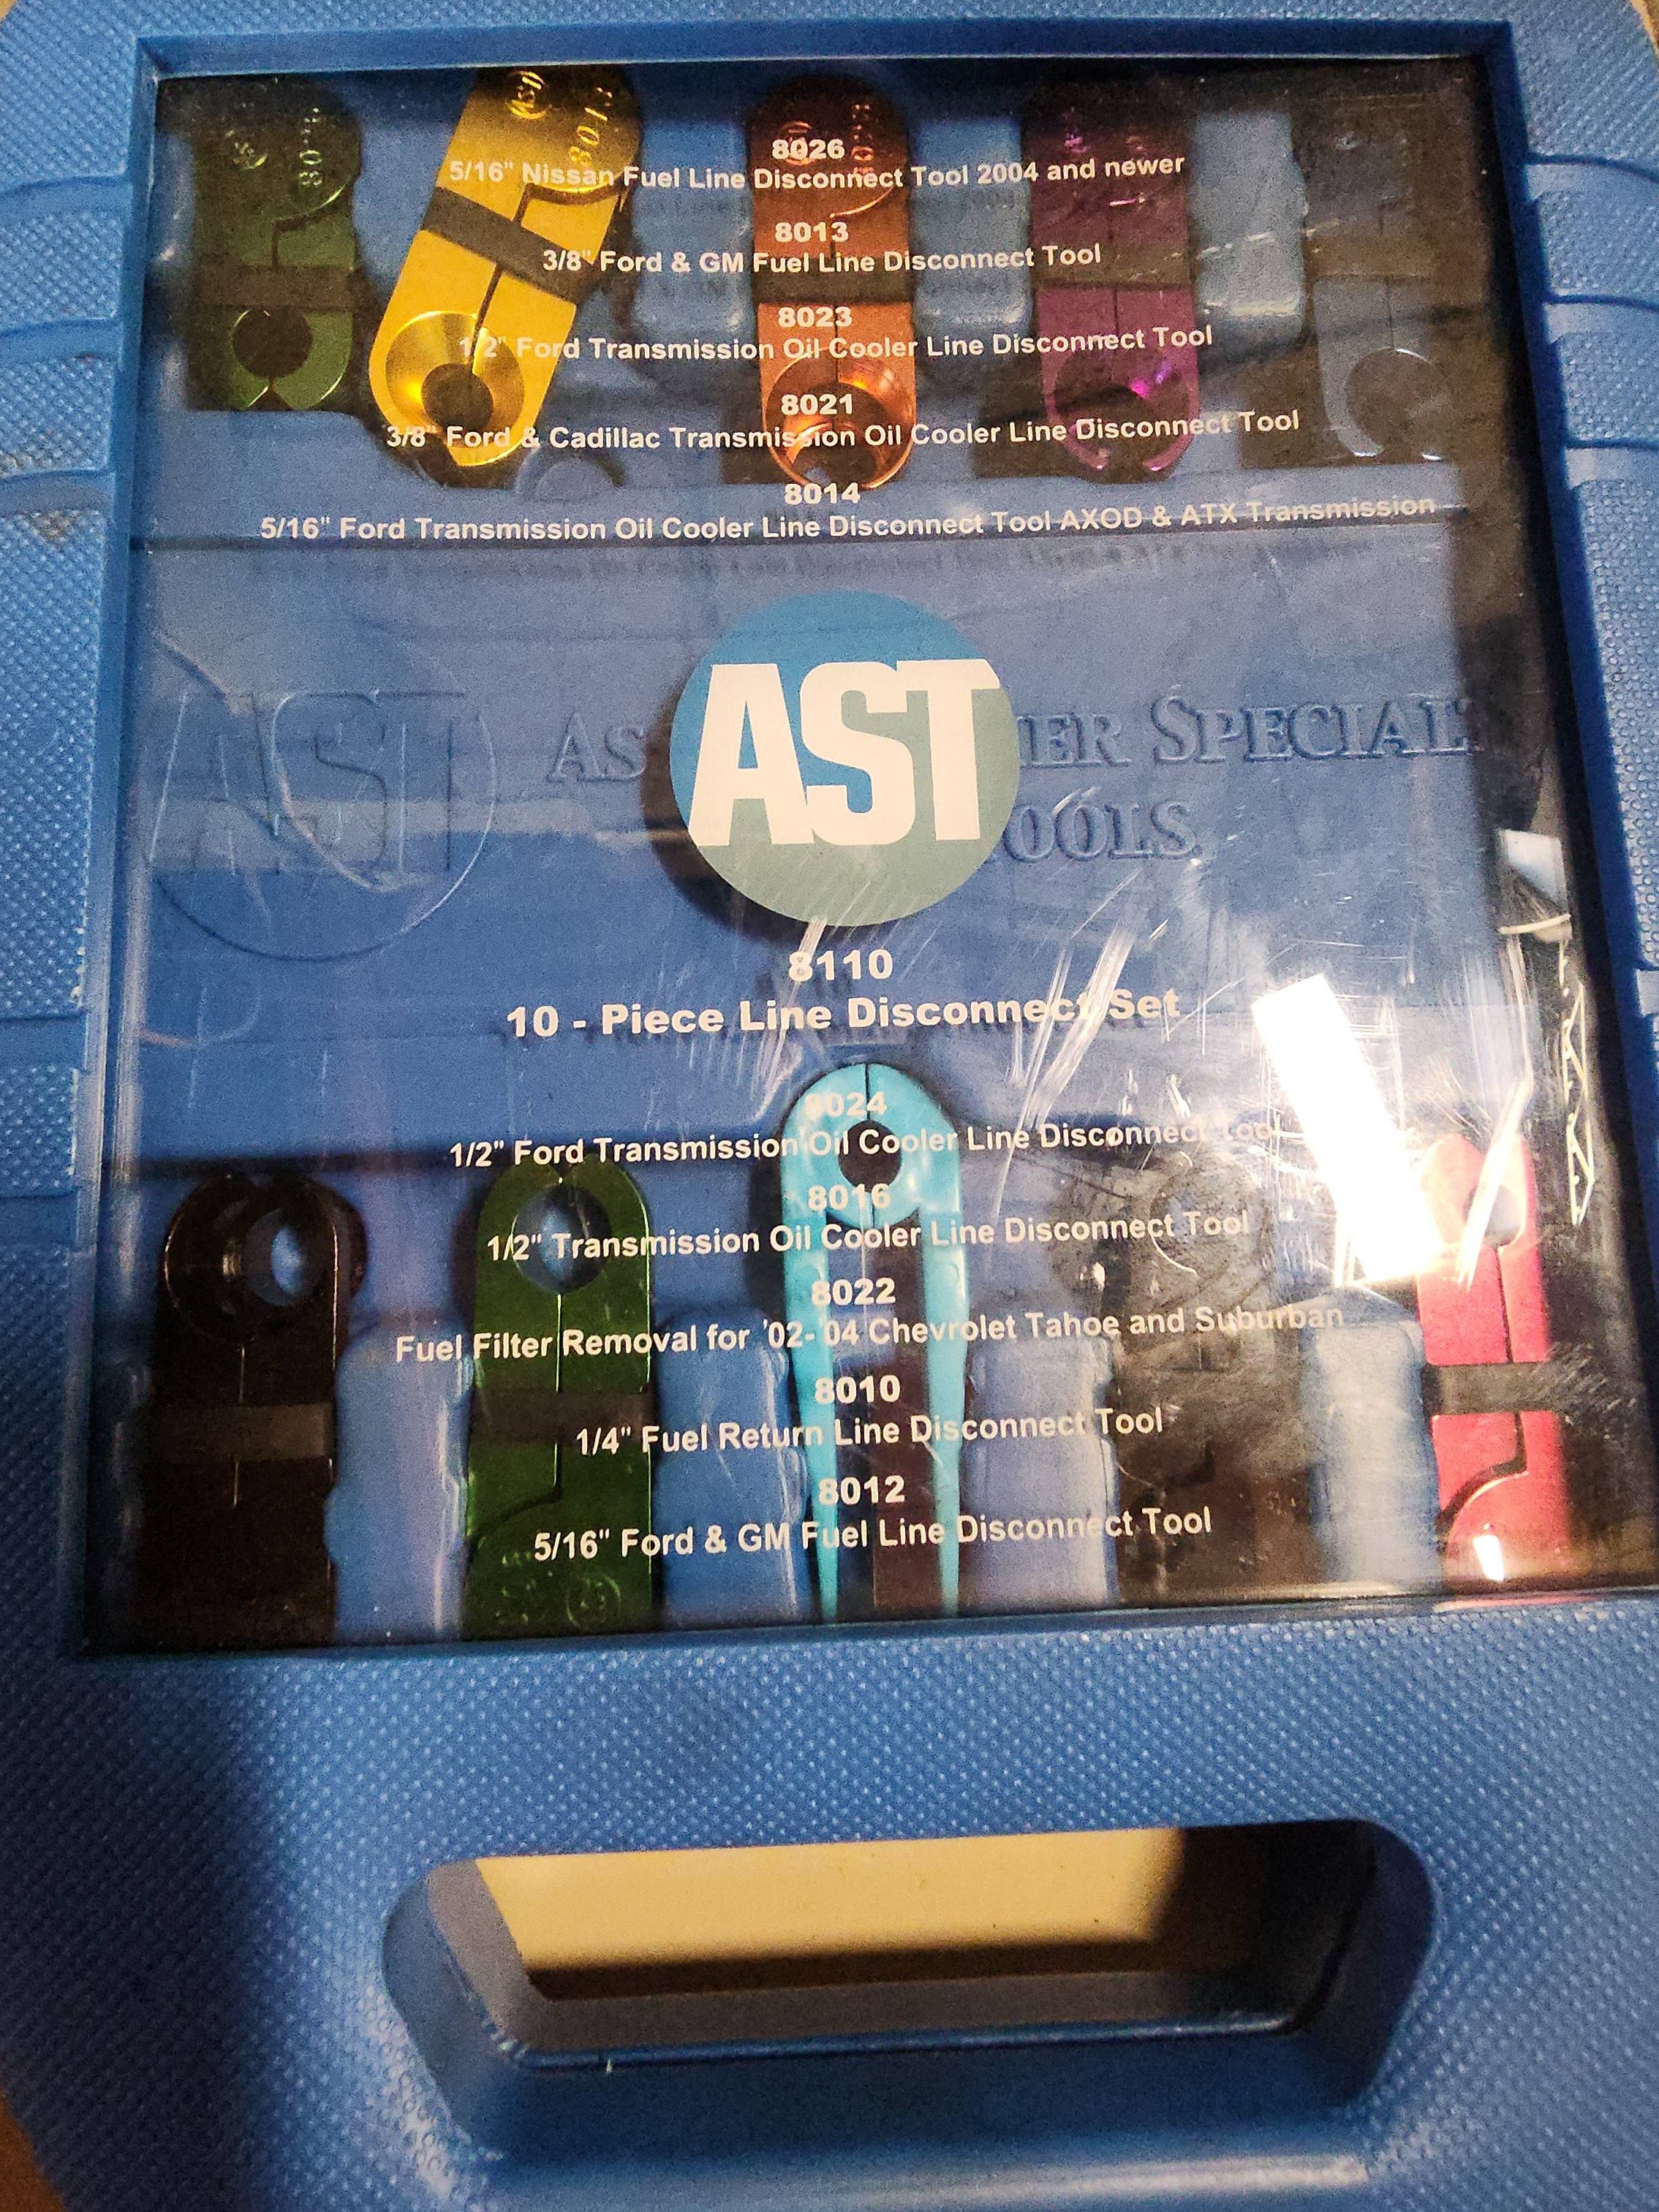 8026
5/16" Nissan Fuel Line Disconnect Tool 2004 and newer
8013
3/8" Ford & GM Fuel Line Disconnect Tool
8023
1/2" Ford Transmission Oil Cooler Line Disconnect Tool
8021
3/8" Ford & Cadillac Transmission Oil Cooler Line Disconnect Tool
8014
5/16" Ford Transmission Oil Cooler Line Disconnect Tool AXOD & ATX Transmission
AST
AST
SPECIALT
8110
10 - Piece Line Disconnect Set
8024
1/2" Ford Transmission Oil Cooler Line Disconnect Tool
8016
1/2" Transmission Oil Cooler Line Disconnect Tool
8022
Fuel Filter Removal for '02-'04 Chevrolet Tahoe and Suburban
8010
1/4" Fuel Return Line Disconnect Tool
8012
5/16" Ford & GM Fuel Line Disconnect Tool